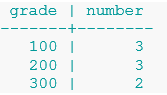 grade | number
-------+--------
100 | 3
200 | 3
300 | 2